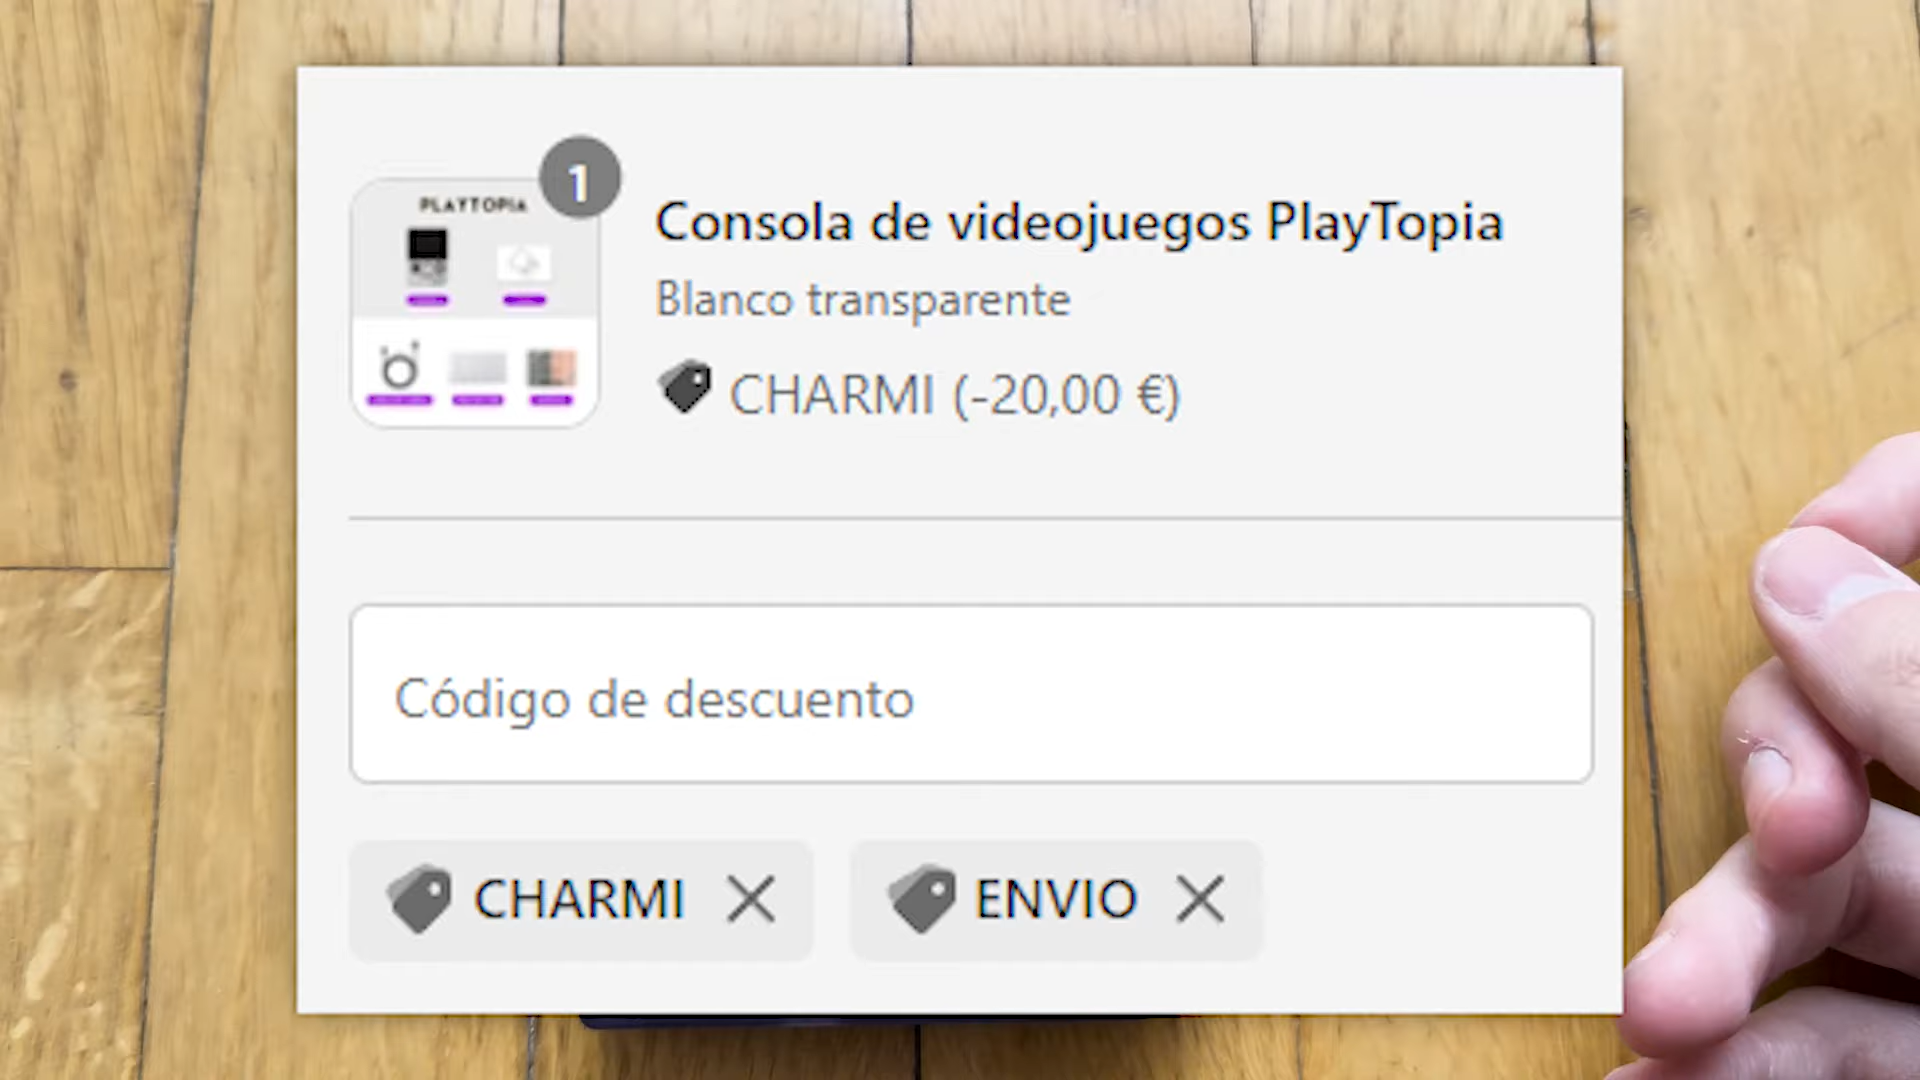 PLAYTOPIA
1
Consola de videojuegos PlayTopia
Blanco transparente
CHARMI (-20,00 €)
Código de descuento
CHARMI
ENVIO